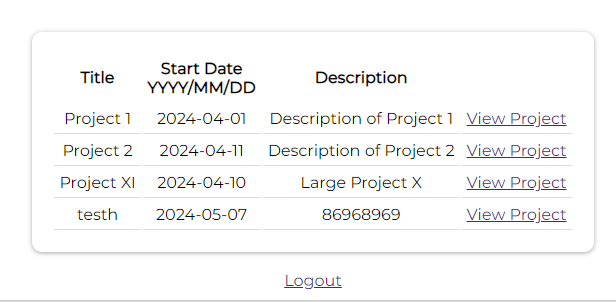 Title Start Date YYYY/MM/DD Description
Project 1 2024-04-01 Description of Project 1 View Project
Project 2 2024-04-11 Description of Project 2 View Project
Project XI 2024-04-10 Large Project X View Project
testh 2024-05-07 86968969 View Project
Logout